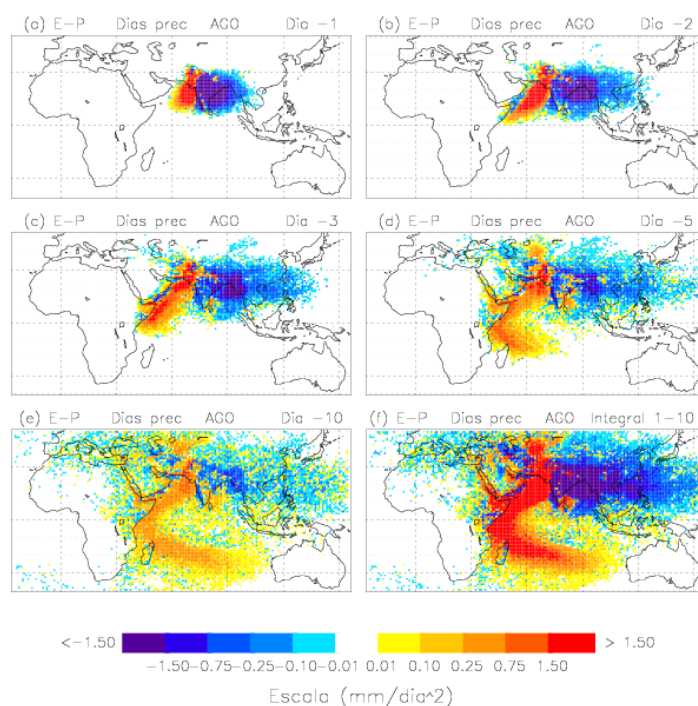 (a) E-P Dias prec AGO Dia -1
(b) E-P Dias prec AGO Dia -2
(c) E-P Dias prec AGO Dia -3
(d) E-P Dias prec AGO Dia -5
(e) E-P Dias prec AGO Dia -10
(f) E-P Dias prec AGO Integral 1-10
<-1.50 > 1.50
-1.50-0.75-0.25-0.10-0.01 0.01 0.10 0.25 0.75 1.50
Escala (mm/dia^2)